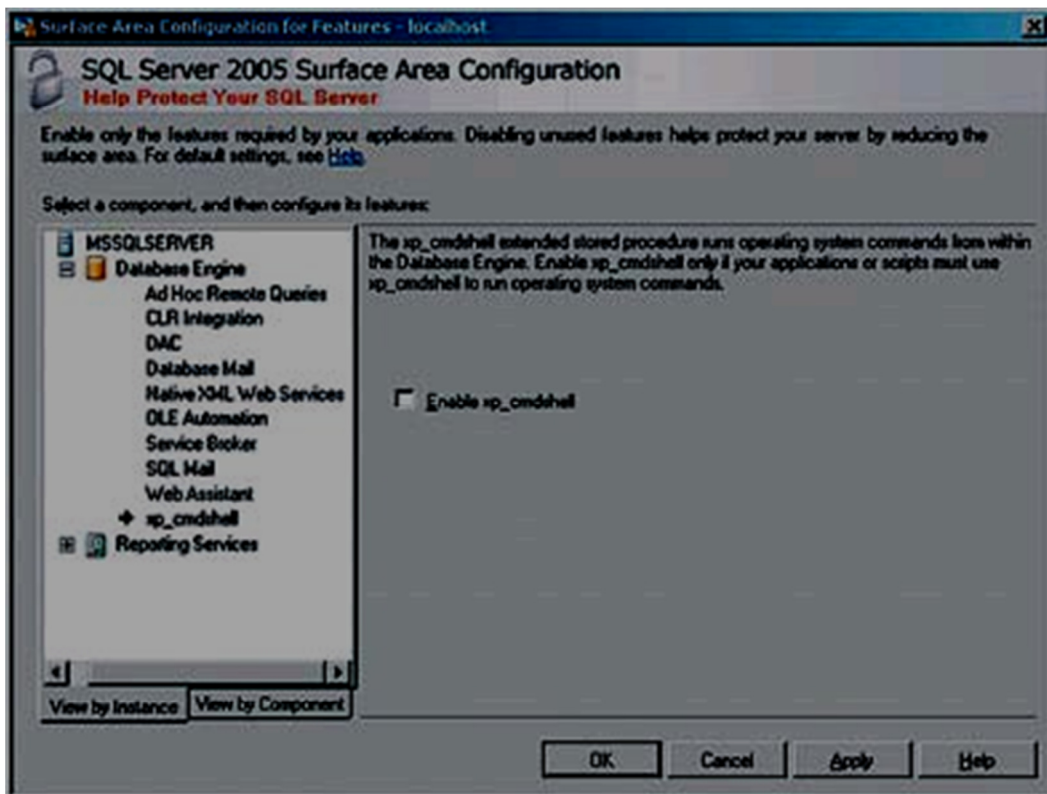 Surface Area Configuration for Features - localhost
SQL Server 2005 Surface Area Configuration
Help Protect Your SQL Server
Enable only the features required by your applications. Disabling unused features helps protect your server by reducing the
surface area. For default settings, see Help.
Select a component, and then configure its features:
MSSQLSERVER
Database Engine
Ad Hoc Remote Queries
CLR Integration
DAC
Database Mail
Native XML Web Services
OLE Automation
Service Broker
SQL Mail
Web Assistant
xp_cmdshell
Reporting Services
View by Instance
View by Component
The xp_cmdshell extended stored procedure runs operating system commands from within
the Database Engine. Enable xp_cmdshell only if your applications or scripts must use
xp_cmdshell to run operating system commands.
Enable xp_cmdshell
OK
Cancel
Apply
Help